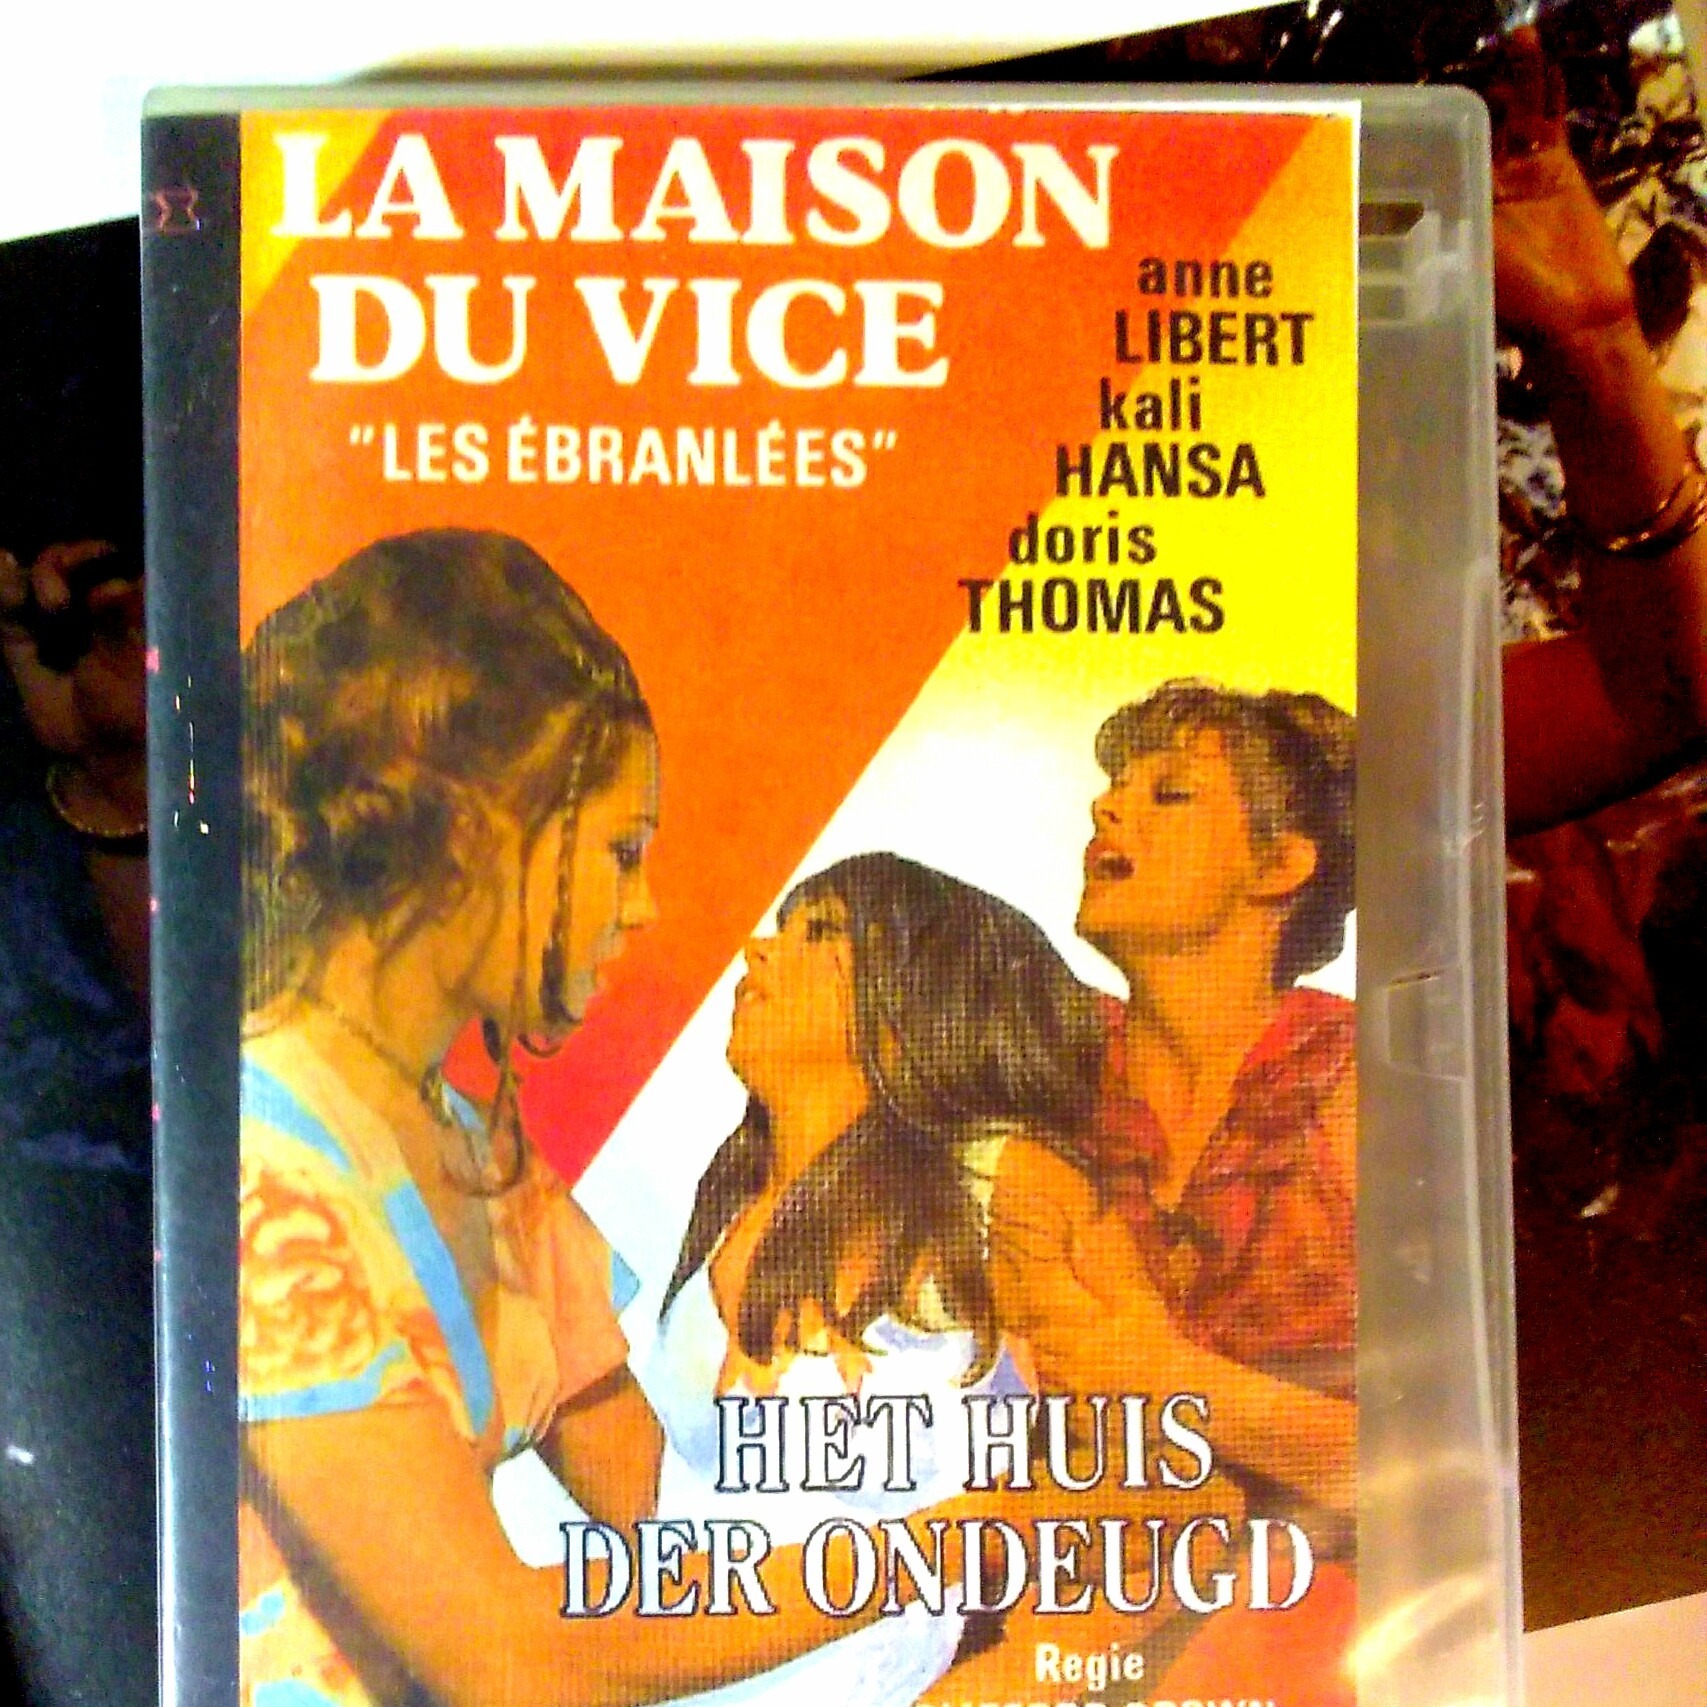 LA MAISON
DU VICE
"LES ÉBRANLÉES"
anne
LIBERT
kali
HANSA
doris
THOMAS
HET HUIS
DER ONDEUGD
Regie